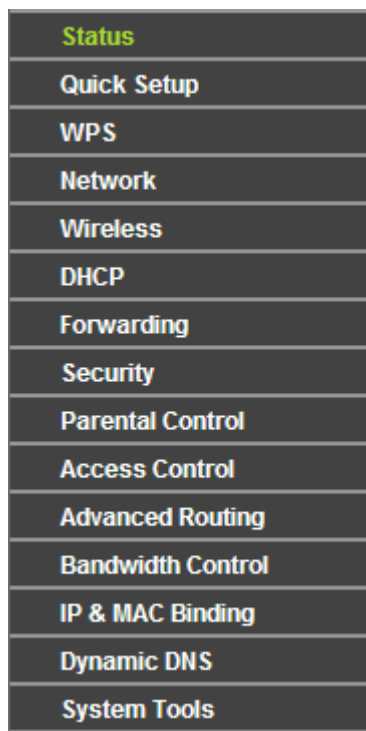 Status
Quick Setup
WPS
Network
Wireless
DHCP
Forwarding
Security
Parental Control
Access Control
Advanced Routing
Bandwidth Control
IP & MAC Binding
Dynamic DNS
System Tools